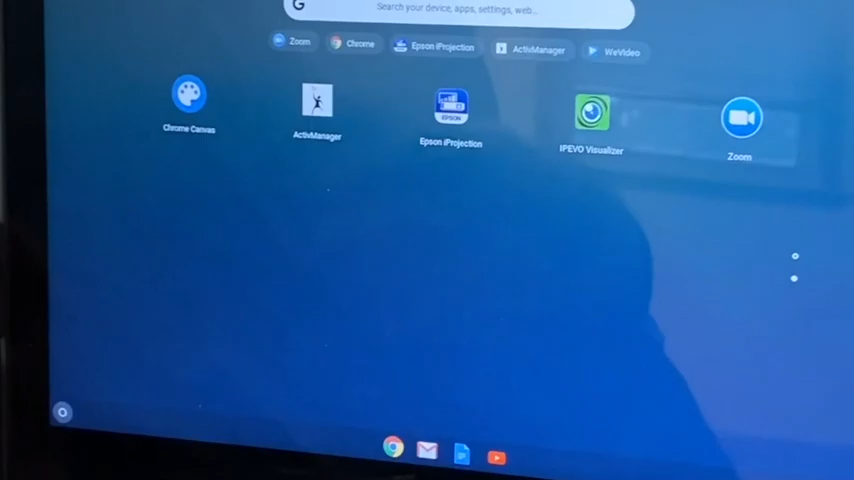 Search your device, apps, settings, web...
Zoom
Chrome
Epson iProjection
ActivManager
WeVideo
Chrome Canvas
ActivManager
EPSON
Epson iProjection
IPEVO Visualizer
Zoom